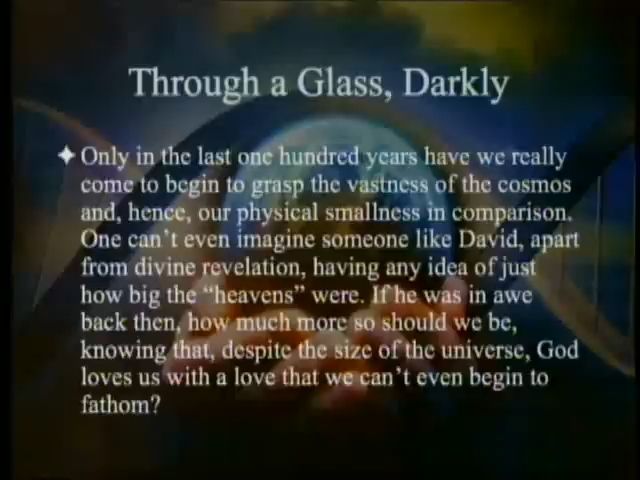 Through a Glass, Darkly
Only in the last one hundred years have we really
come to begin to grasp the vastness of the cosmos
and, hence, our physical smallness in comparison.
One can't even imagine someone like David, apart
from divine revelation, having any idea of just
how big the “heavens” were. If he was in awe
back then, how much more so should we be,
knowing that, despite the size of the universe, God
loves us with a love that we can't even begin to
fathom?